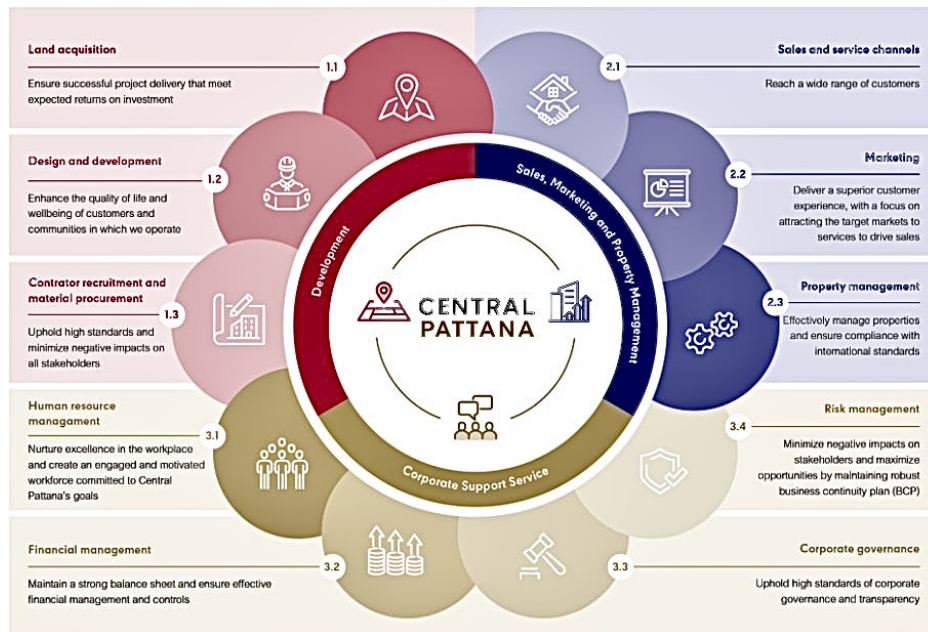 Land acquisition
1.1
Ensure successful project delivery that meet
expected returns on investment
Design and development
1.2
Enhance the quality of life and
wellbeing of customers and
communities in which we operate
Contrator recruitment and
material procurement
1.3
Uphold high standards and
minimize negative impacts on
all stakeholders
Human resource
managament
3.1
Nurture excellence in the workplace
and create an engaged and motivated
workforce committed to Central
Pattana's goals
Financial management
3.2
Maintain a strong balance sheet and ensure effective
financial management and controls
Development
Sales, Marketing and Property Management
CENTRAL
PATTANA
Corporate Support Service
Sales and service channels
2.1
Reach a wide range of customers
Marketing
2.2
Deliver a superior customer
experience, with a focus on
attracting the target markets to
services to drive sales
Property management
2.3
Effectively manage properties
and ensure compliance with
international standards
Risk management
3.4
Minimize negative impacts on
stakeholders and maximize
opportunities by maintaining robust
business continuity plan (BCP)
Corporate governance
3.3
Uphold high standards of corporate
governance and transparency